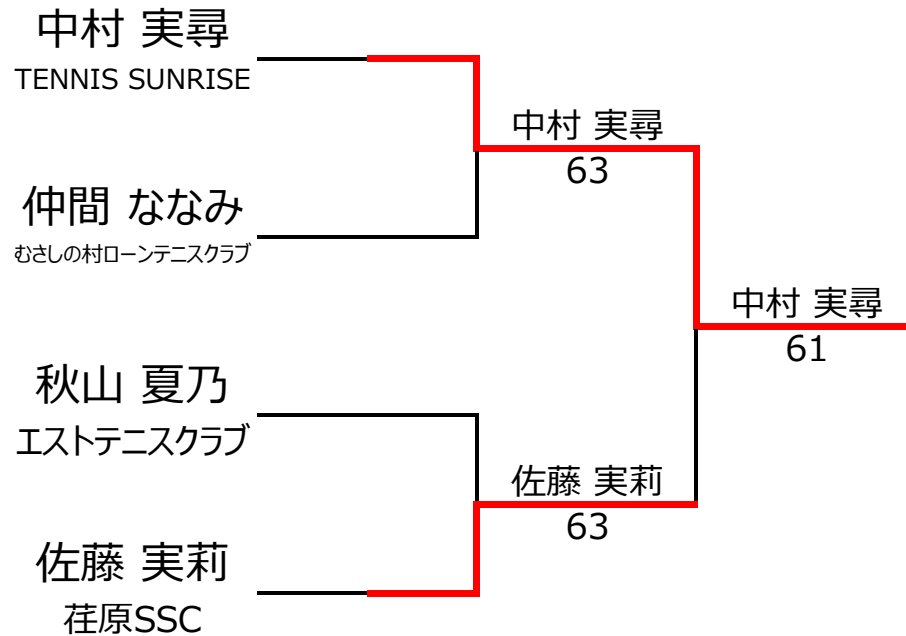 中村 実尋
TENNIS SUNRISE
中村 実尋
63
仲間 ななみ
むさしの村ローンテニスクラブ
中村 実尋
61
秋山 夏乃
エストテニスクラブ
佐藤 実莉
63
佐藤 実莉
荏原SSC